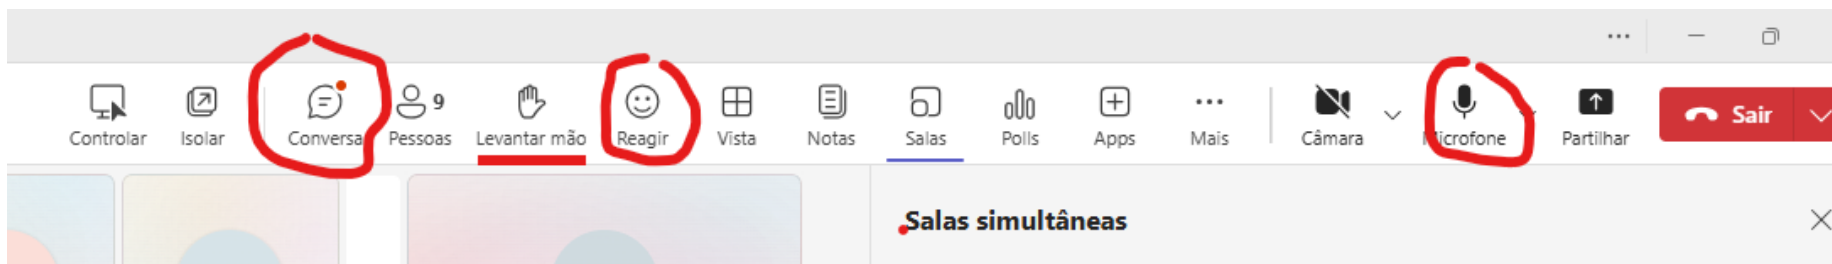 Controlar Isolar Conversa Pessoas 9 Levantar mão Reagir Vista Notas Salas Polls Apps Mais Câmara Microfone Partilhar Sair
Salas simultâneas